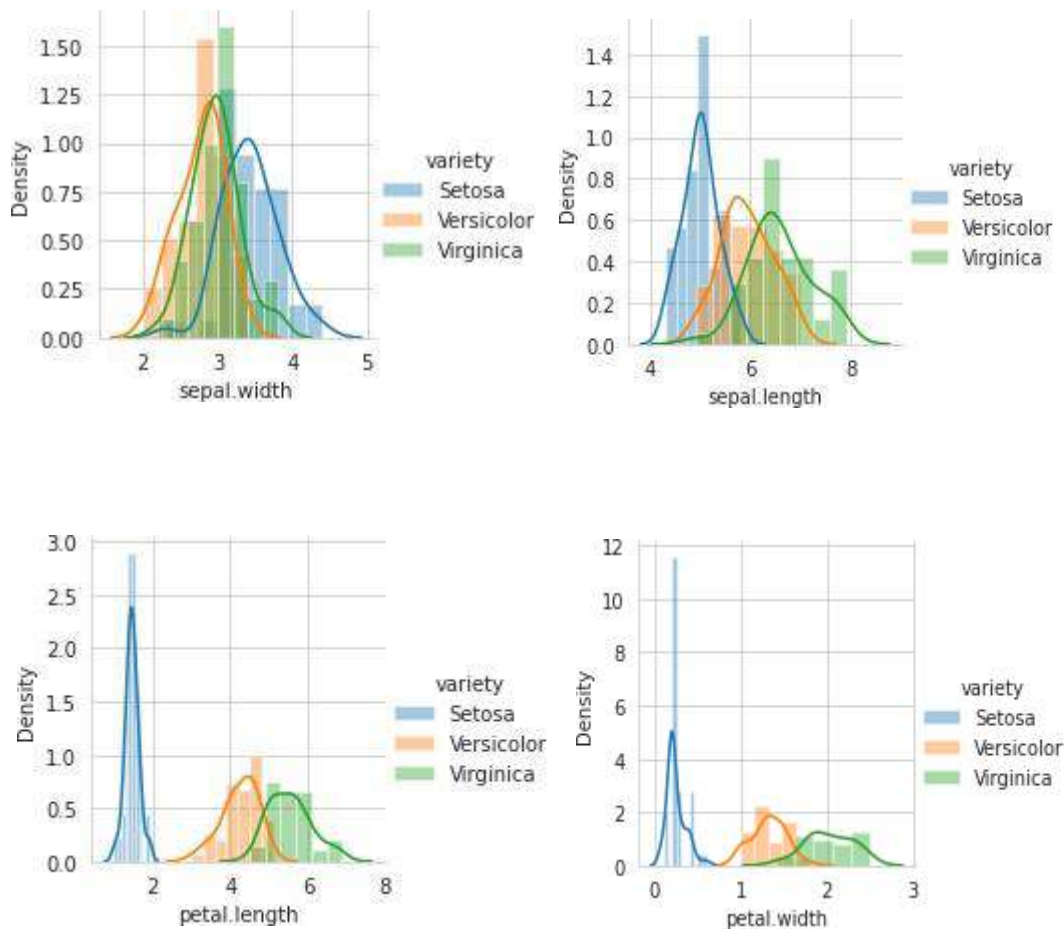 1.50
1.25
1.00
0.75
0.50
0.25
0.00
Density
2 3 4 5
sepal.width
variety
Setosa
Versicolor
Virginica
1.4
1.2
1.0
0.8
0.6
0.4
0.2
0.0
Density
4 6 8
sepal.length
variety
Setosa
Versicolor
Virginica
3.0
2.5
2.0
1.5
1.0
0.5
0.0
Density
2 4 6 8
petal.length
variety
Setosa
Versicolor
Virginica
12
10
8
6
4
2
0
Density
0 1 2 3
petal.width
variety
Setosa
Versicolor
Virginica